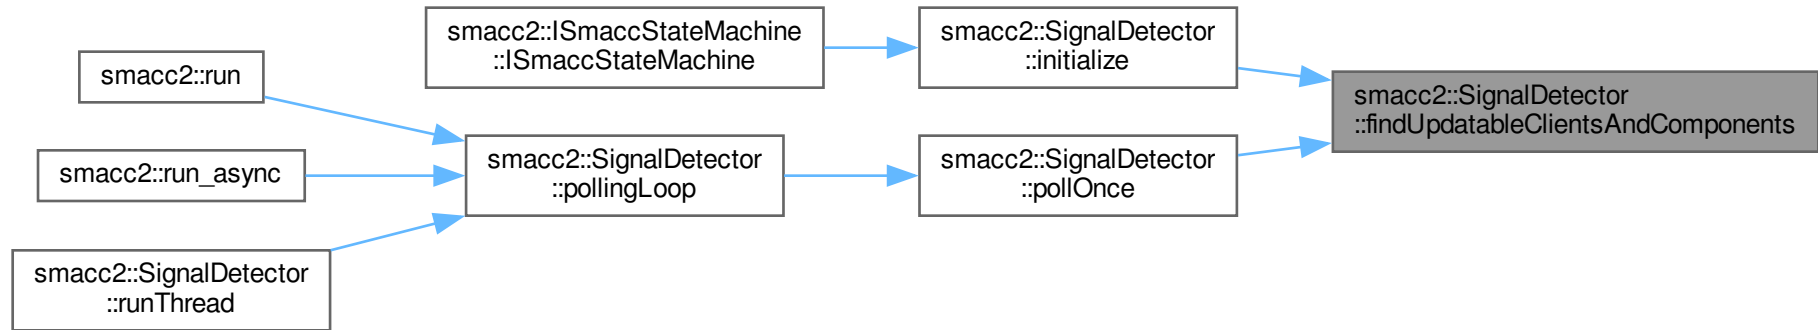 smacc2::ISmaccStateMachine
::ISmaccStateMachine
smacc2::SignalDetector
::initialize
smacc2::run
smacc2::SignalDetector
::findUpdatableClientsAndComponents
smacc2::run_async
smacc2::SignalDetector
::pollingLoop
smacc2::SignalDetector
::pollOnce
smacc2::SignalDetector
::runThread